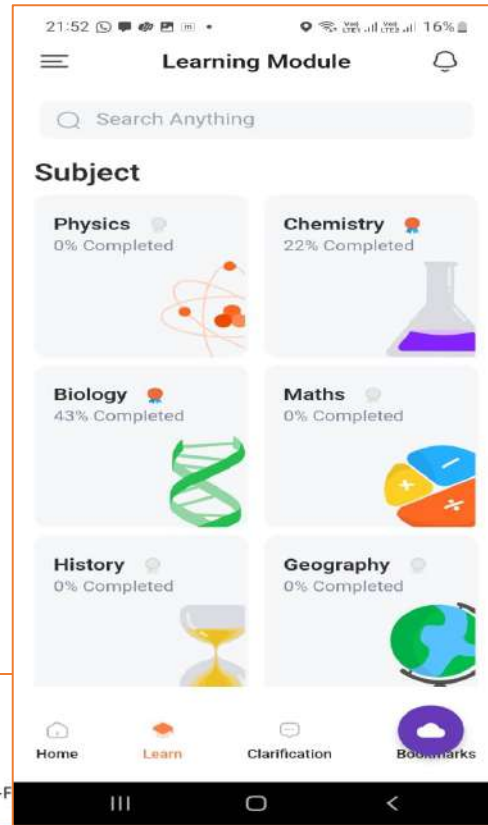 21:52 m • 16%
Learning Module
Search Anything
Subject
Physics
0% Completed
Chemistry
22% Completed
Biology
43% Completed
Maths
0% Completed
History
0% Completed
Geography
0% Completed
Home Learn Clarification Bookmarks